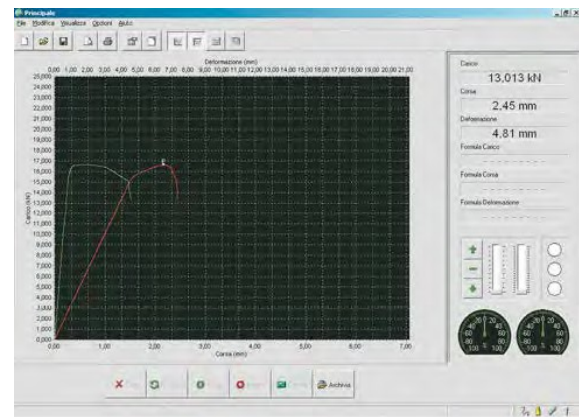 Principale
File Modifica Visualizza Opzioni Aiuto
Deformazione (mm)
0,00 1,00 2,00 3,00 4,00 5,00 6,00 7,00 8,00 9,00 10,00 11,00 12,00 13,00 14,00 15,00 16,00 17,00 18,00 19,00 20,00 21,00
25,000
24,000
23,000
22,000
21,000
20,000
19,000
18,000
17,000
16,000
15,000
14,000
13,000
12,000
11,000
10,000
9,000
8,000
7,000
6,000
5,000
4,000
3,000
2,000
1,000
0,000
Carico (kN)
0,00 1,00 2,00 3,00 4,00 5,00 6,00 7,00
Corsa (mm)
Carico
13.013 kN
Corsa
2.45 mm
Deformazione
4.81 mm
Formula Carico
Formula Corsa
Formula Deformazione
Archivia